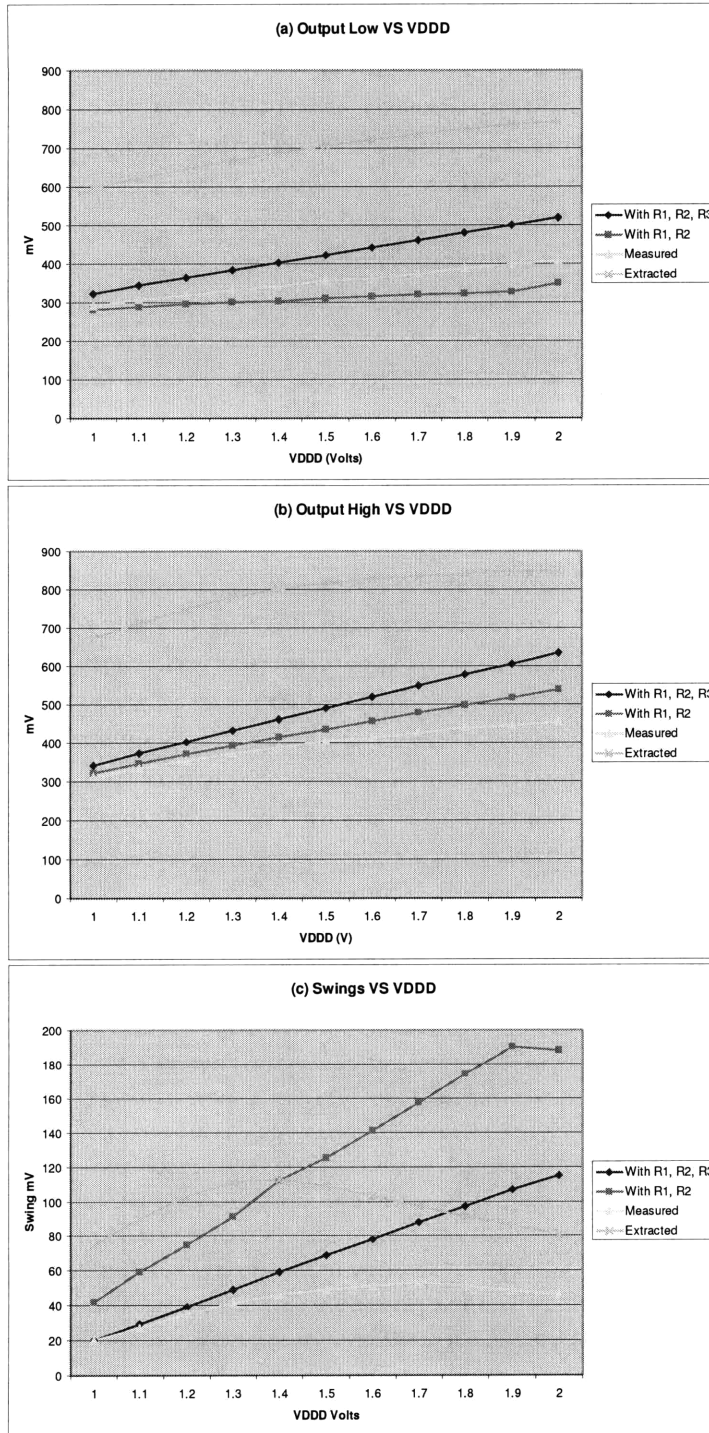 (a) Output Low VS VDDD
900
800
700
600
500
400
300
200
100
0
mV
1 1.1 1.2 1.3 1.4 1.5 1.6 1.7 1.8 1.9 2
VDDD (Volts)
With R1, R2, R3
With R1, R2
Measured
Extracted
(b) Output High VS VDDD
900
800
700
600
500
400
300
200
100
0
mV
1 1.1 1.2 1.3 1.4 1.5 1.6 1.7 1.8 1.9 2
VDDD (V)
With R1, R2, R3
With R1, R2
Measured
Extracted
(c) Swings VS VDDD
200
180
160
140
120
100
80
60
40
20
0
Swing mV
1 1.1 1.2 1.3 1.4 1.5 1.6 1.7 1.8 1.9 2
VDDD Volts
With R1, R2, R3
With R1, R2
Measured
Extracted